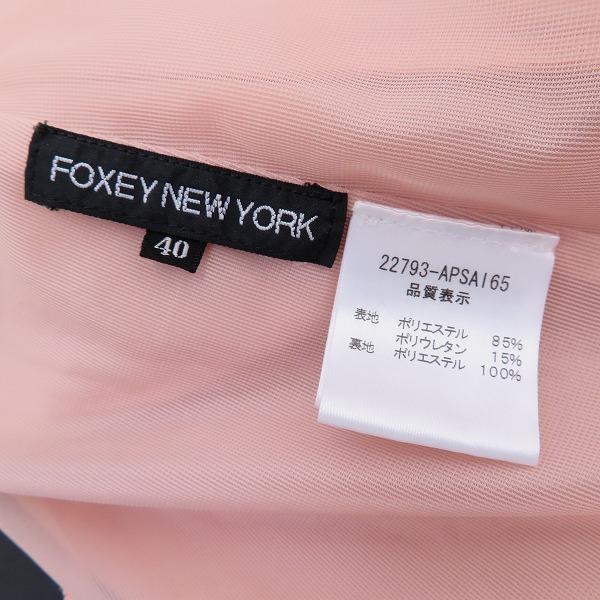 FOXEY NEW YORK
40
22793-APSAI65
品質表示
表地 ポリエステル 85%
ポリウレタン 15%
裏地 ポリエステル 100%